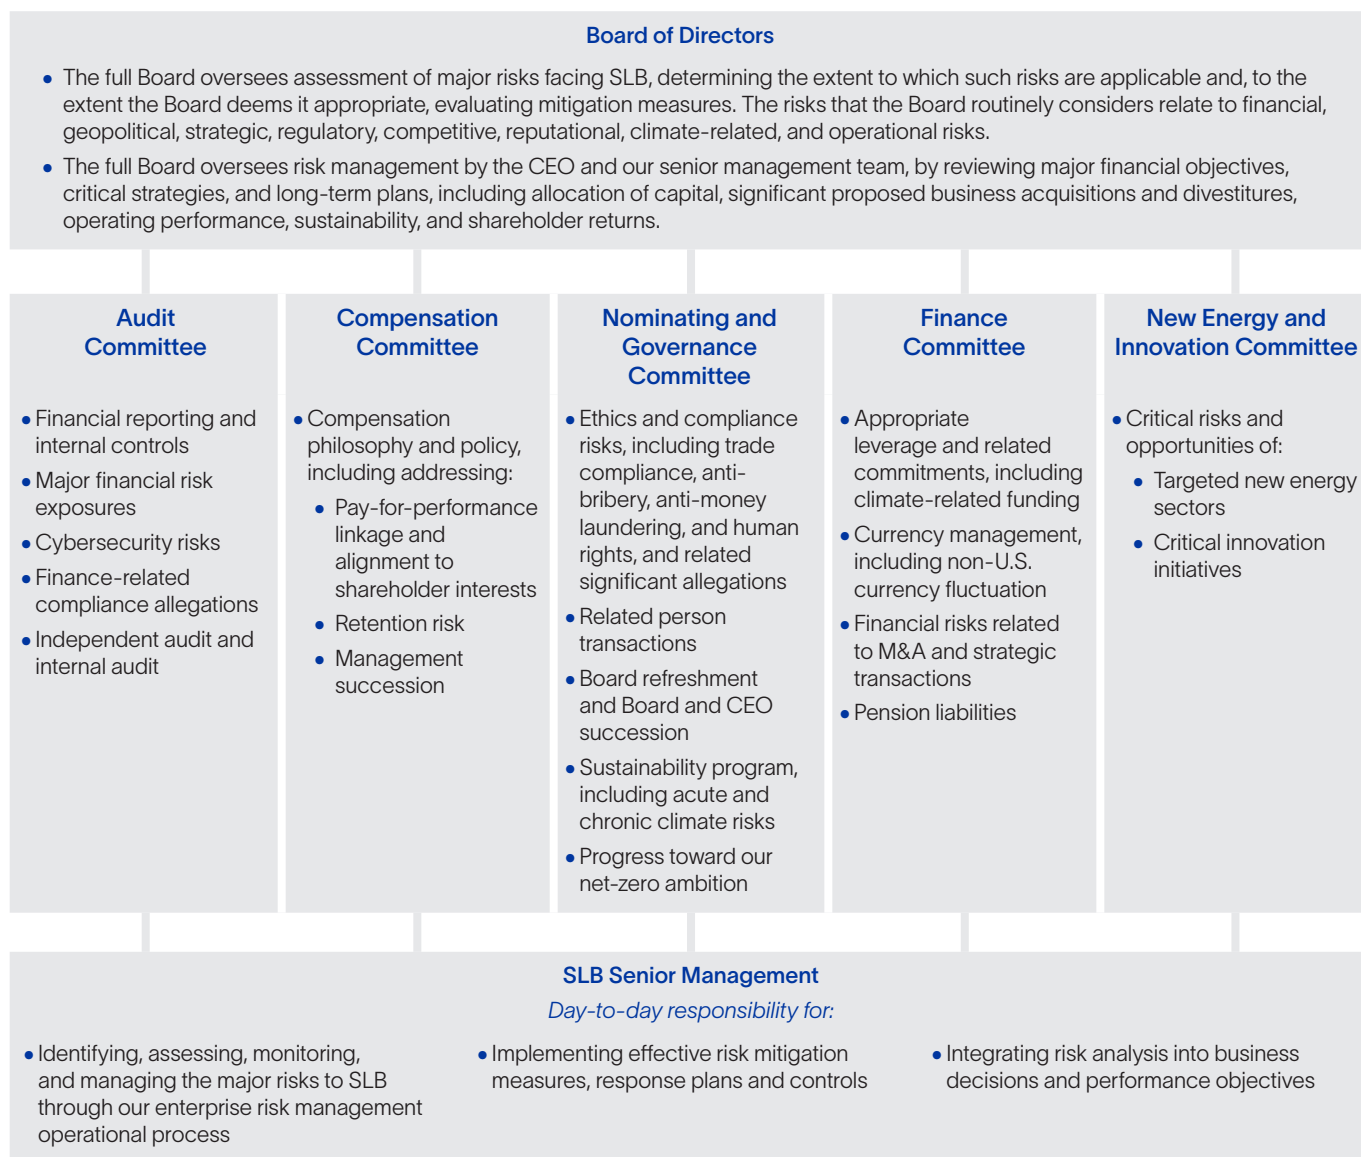 Board of Directors
• The full Board oversees assessment of major risks facing SLB, determining the extent to which such risks are applicable and, to the
extent the Board deems it appropriate, evaluating mitigation measures. The risks that the Board routinely considers relate to financial,
geopolitical, strategic, regulatory, competitive, reputational, climate-related, and operational risks.
• The full Board oversees risk management by the CEO and our senior management team, by reviewing major financial objectives,
critical strategies, and long-term plans, including allocation of capital, significant proposed business acquisitions and divestitures,
operating performance, sustainability, and shareholder returns.
Audit
Committee
• Financial reporting and
internal controls
• Major financial risk
exposures
• Cybersecurity risks
• Finance-related
compliance allegations
• Independent audit and
internal audit
Compensation
Committee
• Compensation
philosophy and policy,
including addressing:
• Pay-for-performance
linkage and
alignment to
shareholder interests
• Retention risk
• Management
succession
Nominating and
Governance
Committee
• Ethics and compliance
risks, including trade
compliance, anti-
bribery, anti-money
laundering, and human
rights, and related
significant allegations
• Related person
transactions
• Board refreshment
and Board and CEO
succession
• Sustainability program,
including acute and
chronic climate risks
• Progress toward our
net-zero ambition
Finance
Committee
• Appropriate
leverage and related
commitments, including
climate-related funding
• Currency management,
including non-U.S.
currency fluctuation
• Financial risks related
to M&A and strategic
transactions
• Pension liabilities
New Energy and
Innovation Committee
• Critical risks and
opportunities of:
• Targeted new energy
sectors
• Critical innovation
initiatives
SLB Senior Management
Day-to-day responsibility for:
• Identifying, assessing, monitoring,
and managing the major risks to SLB
through our enterprise risk management
operational process
• Implementing effective risk mitigation
measures, response plans and controls
• Integrating risk analysis into business
decisions and performance objectives